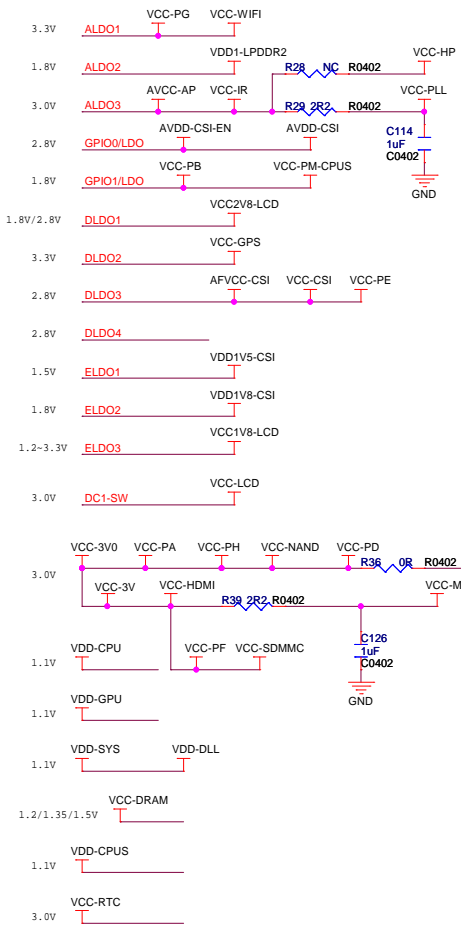 VCC-PG VCC-WIFI
3.3V ALDO1
VDD1-LPDDR2 VCC-HP
1.8V ALDO2 R28 NC R0402
AVCC-AP VCC-IR VCC-PLL
3.0V ALDO3 R29 2R2 R0402
AVDD-CSI-EN AVDD-CSI C114
2.8V GPIO0/LDO 1uF
C0402
VCC-PB VCC-PM-CPUS
1.8V GPIO1/LDO
GND
VCC2V8-LCD
1.8V/2.8V DLDO1
VCC-GPS
3.3V DLDO2
AFVCC-CSI VCC-CSI VCC-PE
2.8V DLDO3
2.8V DLDO4
VDD1V5-CSI
1.5V ELDO1
VDD1V8-CSI
1.8V ELDO2
VCC1V8-LCD
1.2~3.3V ELDO3
VCC-LCD
3.0V DC1-SW
VCC-3V0 VCC-PA VCC-PH VCC-NAND VCC-PD
R36 0R R0402
3.0V
VCC-3V VCC-HDMI VCC-M
R39 2R2 R0402
C126
VDD-CPU VCC-PF VCC-SDMMC 1uF
1.1V C0402
GND
VDD-GPU
1.1V
VDD-SYS VDD-DLL
1.1V
VCC-DRAM
1.2/1.35/1.5V
VDD-CPUS
1.1V
VCC-RTC
3.0V